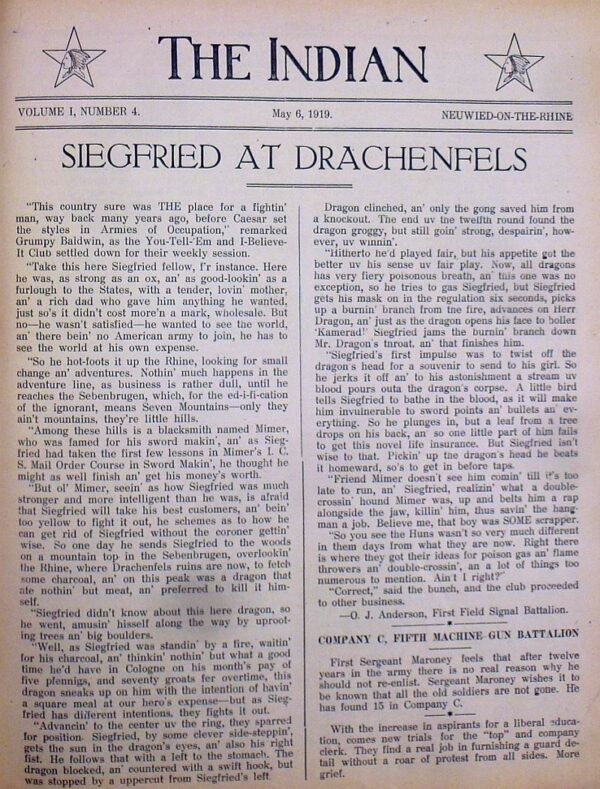 THE INDIAN
VOLUME I, NUMBER 4.
May 6, 1919.
NEUWIED-ON-THE-RHINE
SIEGFRIED AT DRACHENFELS
"This country sure was THE place for a fightin'
man, way back many years ago, before Caesar set
the styles in Armies of Occupation," remarked
Grumpy Baldwin, as the You-Tell-'Em and I-Believe-
It Club settled down for their weekly session.
"Take this here Siegfried fellow, f'r instance. Here
he was, as strong as an ox, an' as good-lookin' as a
furlough to the States, with a tender, lovin' mother,
an' a rich dad who gave him anything he wanted,
just so's it didn't cost more'n a mark, wholesale. But
no—he wasn't satisfied—he wanted to see the world,
an' there bein' no American army to join, he has to
see the world at his own expense.
"So he hot-foots it up the Rhine, looking for small
change an' adventures. Nothin' much happens in the
adventure line, as business is rather dull, until he
reaches the Sebenbrugen, which, for the ed-i-fi-cation
of the ignorant, means Seven Mountains—only they
ain't mountains, they're little hills.
"Among these hills is a blacksmith named Mimer,
who was famed for his sword makin', an' as Sieg-
fried had taken the first few lessons in Mimer's I. C.
S. Mail Order Course in Sword Makin', he thought he
might as well finish an' get his money's worth.
"But ol' Mimer, seein' as how Siegfried was much
stronger and more intelligent than he was, is afraid
that Siegfried will take his best customers, an' bein'
too yellow to fight it out, he schemes as to how he
can get rid of Siegfried without the coroner gettin'
wise. So one day he sends Siegfried to the woods
on a mountain top in the Sebenbrugen, overlookin'
the Rhine, where Drachenfels ruins are now, to fetch
some charcoal, an' on this peak was a dragon that
ate nothin' but meat, an' preferred to kill it him-
self.
"Siegfried didn't know about this here dragon, so
he went, amusin' hisself along the way by uproot-
ing trees an' big boulders.
"Well, as Siegfried was standin' by a fire, waitin'
for his charcoal, an' thinkin' nothin' but what a good
time he'd have in Cologne on his month's pay of
five pfennigs, and seventy groats fer overtime, this
dragon sneaks up on him with the intention of havin'
a square meal at our hero's expense—but as Sieg-
fried has different intentions, they fights it out.
"Advancin' to the center uv the ring, they sparred
for position. Siegfried, by some clever side-steppin',
gets the sun in the dragon's eyes, an' also his right
fist. He follows that with a left to the stomach. The
dragon blocked, an' countered with a swift hook, but
was stopped by a uppercut from Siegfried's left.
Dragon clinched, an' only the gong saved him from
a knockout. The end uv the twelfth round found the
dragon groggy, but still goin' strong, despairin', how-
ever, uv winnin'.
"Hitherto he'd played fair, but his appetite got the
better uv his sense uv fair play. Now, all dragons
has very fiery poisonous breath, an' this one was no
exception, so he tries to gas Siegfried, but Siegfried
gets his mask on in the regulation six seconds, picks
up a burnin' branch from the fire, advances on Herr
Dragon, an' just as the dragon opens his face to holler
'Kamerad!' Siegfried jams the burnin' branch down
Mr. Dragon's throat, an' that finishes him.
"Siegfried's first impulse was to twist off the
dragon's head for a souvenir to send to his girl. So
he jerks it off an' to his astonishment a stream uv
blood pours outa the dragon's corpse. A little bird
tells Siegfried to bathe in the blood, as it will make
him invulnerable to sword points an' bullets an' ev-
erything. So he plunges in, but a leaf from a tree
drops on his back, an so one little part of him fails
to get this novel life insurance. But Siegfried isn't
wise to that. Pickin' up the dragon's head he beats
it homeward, so's to get in before taps.
"Friend Mimer doesn't see him comin' till it's too
late to run, an' Siegfried, realizin' what a double-
crossin' hound Mimer was, up and belts him a rap
alongside the jaw, killin' him, thus savin' the hang-
man a job. Believe me, that boy was SOME scrapper.
"So you see the Huns wasn't so very much different
in them days from what they are now. Right there
is where they got their ideas for poison gas an' flame
throwers an' double-crossin', an a lot of things too
numerous to mention. Ain't I right?"
"Correct," said the bunch, and the club proceeded
to other business.
—O. J. Anderson, First Field Signal Battalion.
COMPANY C, FIFTH MACHINE GUN BATTALION
First Sergeant Maroney feels that after twelve
years in the army there is no real reason why he
should not re-enlist. Sergeant Maroney wishes it to
be known that all the old soldiers are not gone. He
has found 15 in Company C.
With the increase in aspirants for a liberal educa-
tion, comes new trials for the "top" and company
clerk. They find a real job in furnishing a guard de-
tail without a roar of protest from all sides. More
grief.